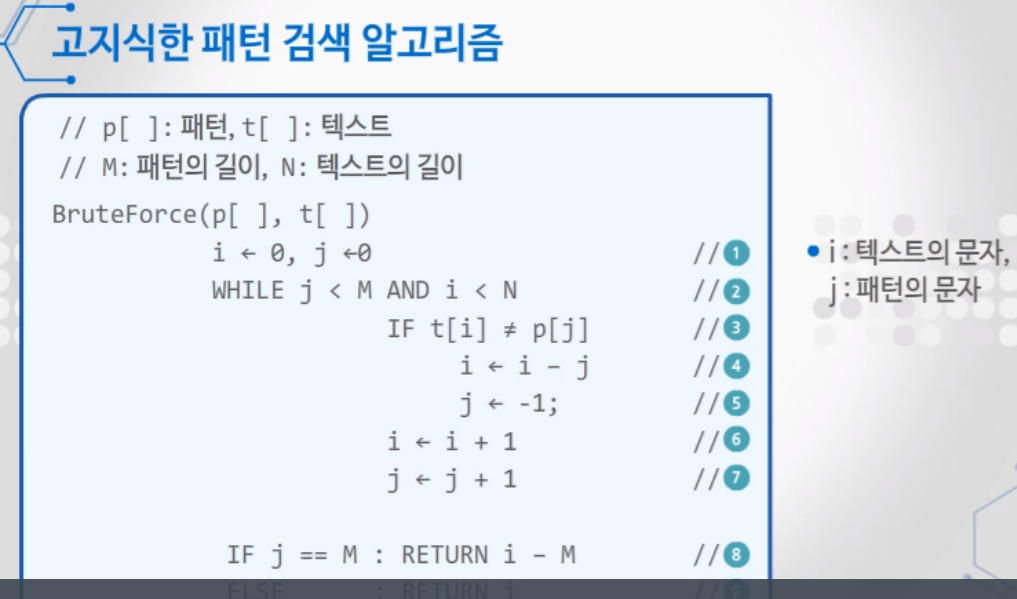 고지식한 패턴 검색 알고리즘
// p[ ]: 패턴, t[ ]: 텍스트
// M: 패턴의 길이, N: 텍스트의 길이
BruteForce(p[ ], t[ ])
i ← 0, j ←0 //1
WHILE j < M AND i < N //2
IF t[i] ≠ p[j] //3
i ← i - j //4
j ← -1; //5
i ← i + 1 //6
j ← j + 1 //7
IF j == M : RETURN i - M //8
ELSE : RETURN i //9
• i : 텍스트의 문자,
j : 패턴의 문자